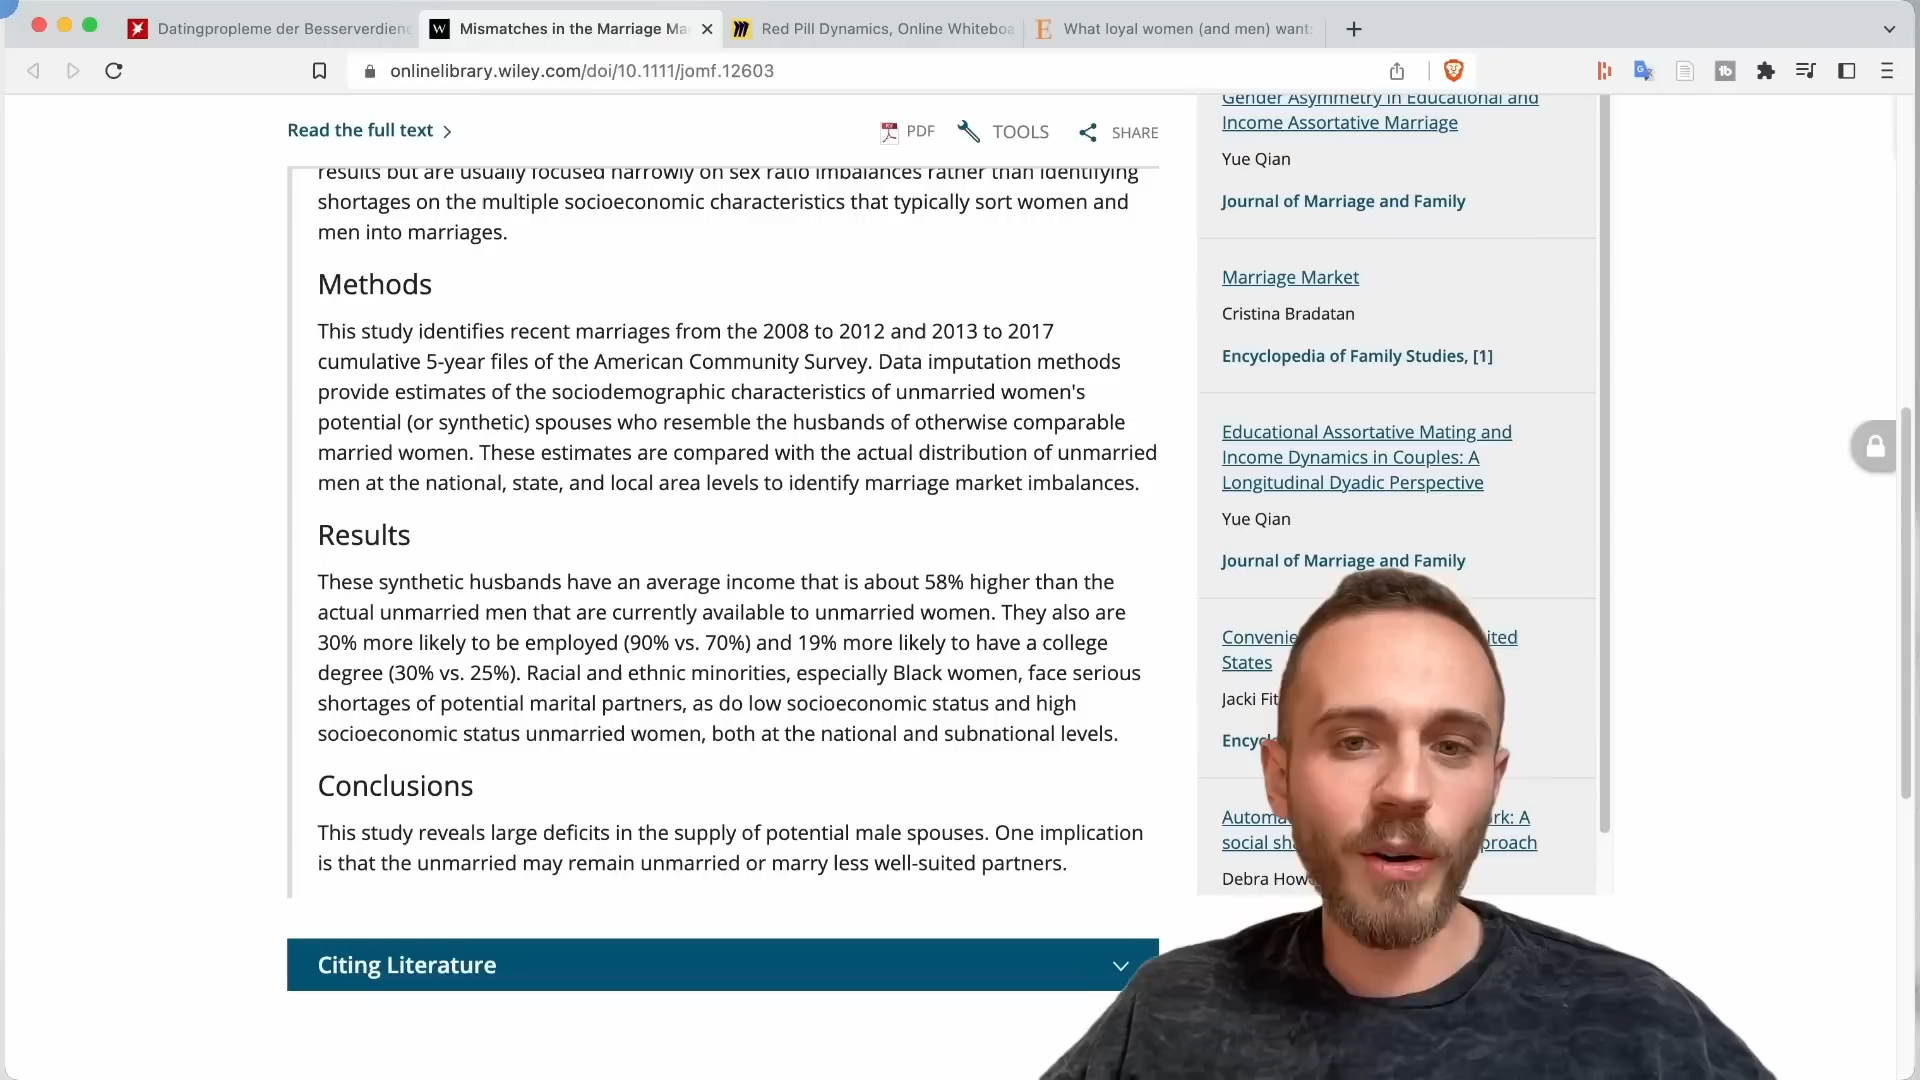 Datingpropleme der Besserverdiene
Mismatches in the Marriage Ma
Red Pill Dynamics, Online Whiteboa
What loyal women (and men) want:
onlinelibrary.wiley.com/doi/10.1111/jomf.12603
Read the full text
PDF
TOOLS
SHARE
results but are usually focused narrowly on sex ratio imbalances rather than identifying
shortages on the multiple socioeconomic characteristics that typically sort women and
men into marriages.
Methods
This study identifies recent marriages from the 2008 to 2012 and 2013 to 2017
cumulative 5-year files of the American Community Survey. Data imputation methods
provide estimates of the sociodemographic characteristics of unmarried women's
potential (or synthetic) spouses who resemble the husbands of otherwise comparable
married women. These estimates are compared with the actual distribution of unmarried
men at the national, state, and local area levels to identify marriage market imbalances.
Results
These synthetic husbands have an average income that is about 58% higher than the
actual unmarried men that are currently available to unmarried women. They also are
30% more likely to be employed (90% vs. 70%) and 19% more likely to have a college
degree (30% vs. 25%). Racial and ethnic minorities, especially Black women, face serious
shortages of potential marital partners, as do low socioeconomic status and high
socioeconomic status unmarried women, both at the national and subnational levels.
Conclusions
This study reveals large deficits in the supply of potential male spouses. One implication
is that the unmarried may remain unmarried or marry less well-suited partners.
Citing Literature
Gender Asymmetry in Educational and
Income Assortative Marriage
Yue Qian
Journal of Marriage and Family
Marriage Market
Cristina Bradatan
Encyclopedia of Family Studies, [1]
Educational Assortative Mating and
Income Dynamics in Couples: A
Longitudinal Dyadic Perspective
Yue Qian
Journal of Marriage and Family
Convenie ited
States
Jacki Fit
Encyc
Automa rk: A
social sh proach
Debra How